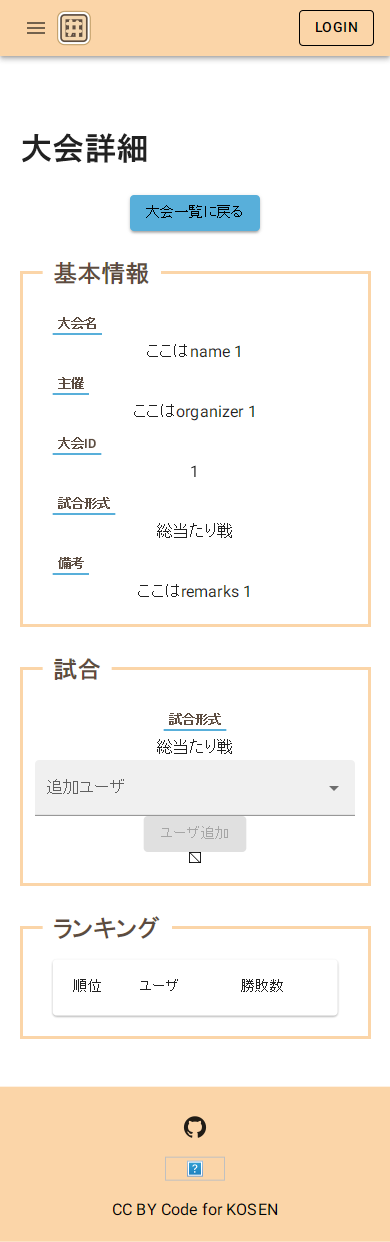 LOGIN
大会詳細
大会一覧に戻る
基本情報
大会名
ここはname 1
主催
ここはorganizer 1
大会ID
1
試合形式
総当たり戦
備考
ここはremarks 1
試合
試合形式
総当たり戦
追加ユーザ
ユーザ追加
ランキング
順位 ユーザ 勝敗数
CC BY Code for KOSEN